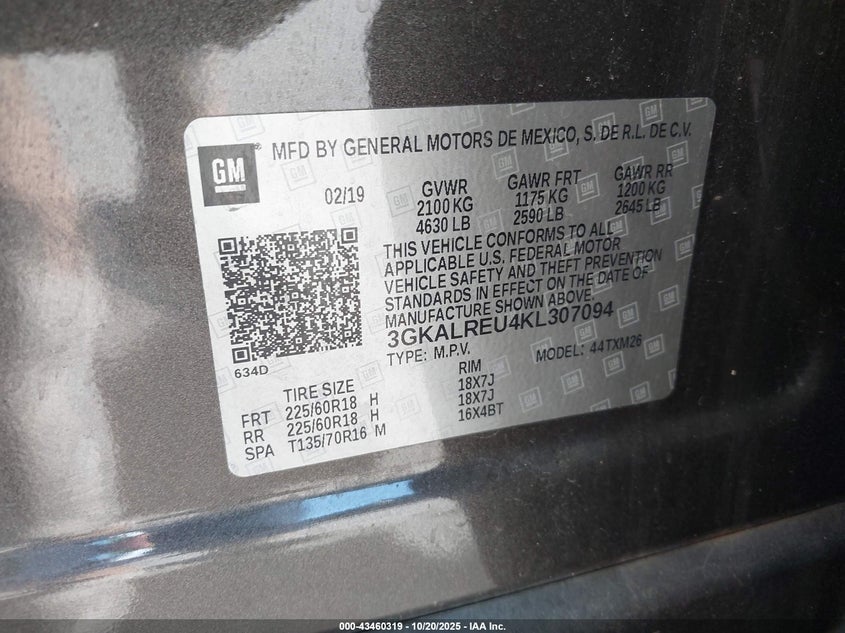 GM
MFD BY GENERAL MOTORS DE MEXICO, S. DE R.L. DE C.V.
02/19
GVWR GAWR FRT GAWR RR
2100 KG 1175 KG 1200 KG
4630 LB 2590 LB 2645 LB
THIS VEHICLE CONFORMS TO ALL
APPLICABLE U.S. FEDERAL MOTOR
VEHICLE SAFETY AND THEFT PREVENTION
STANDARDS IN EFFECT ON THE DATE OF
MANUFACTURE SHOWN ABOVE.
3GKALREU4KL307094
TYPE: M.P.V. MODEL: 44TXM26
634D
TIRE SIZE RIM
FRT 225/60R18 H 18X7J
RR 225/60R18 H 18X7J
SPA T135/70R16 M 16X4BT
000-43460319 - 10/20/2025 - IAA Inc.